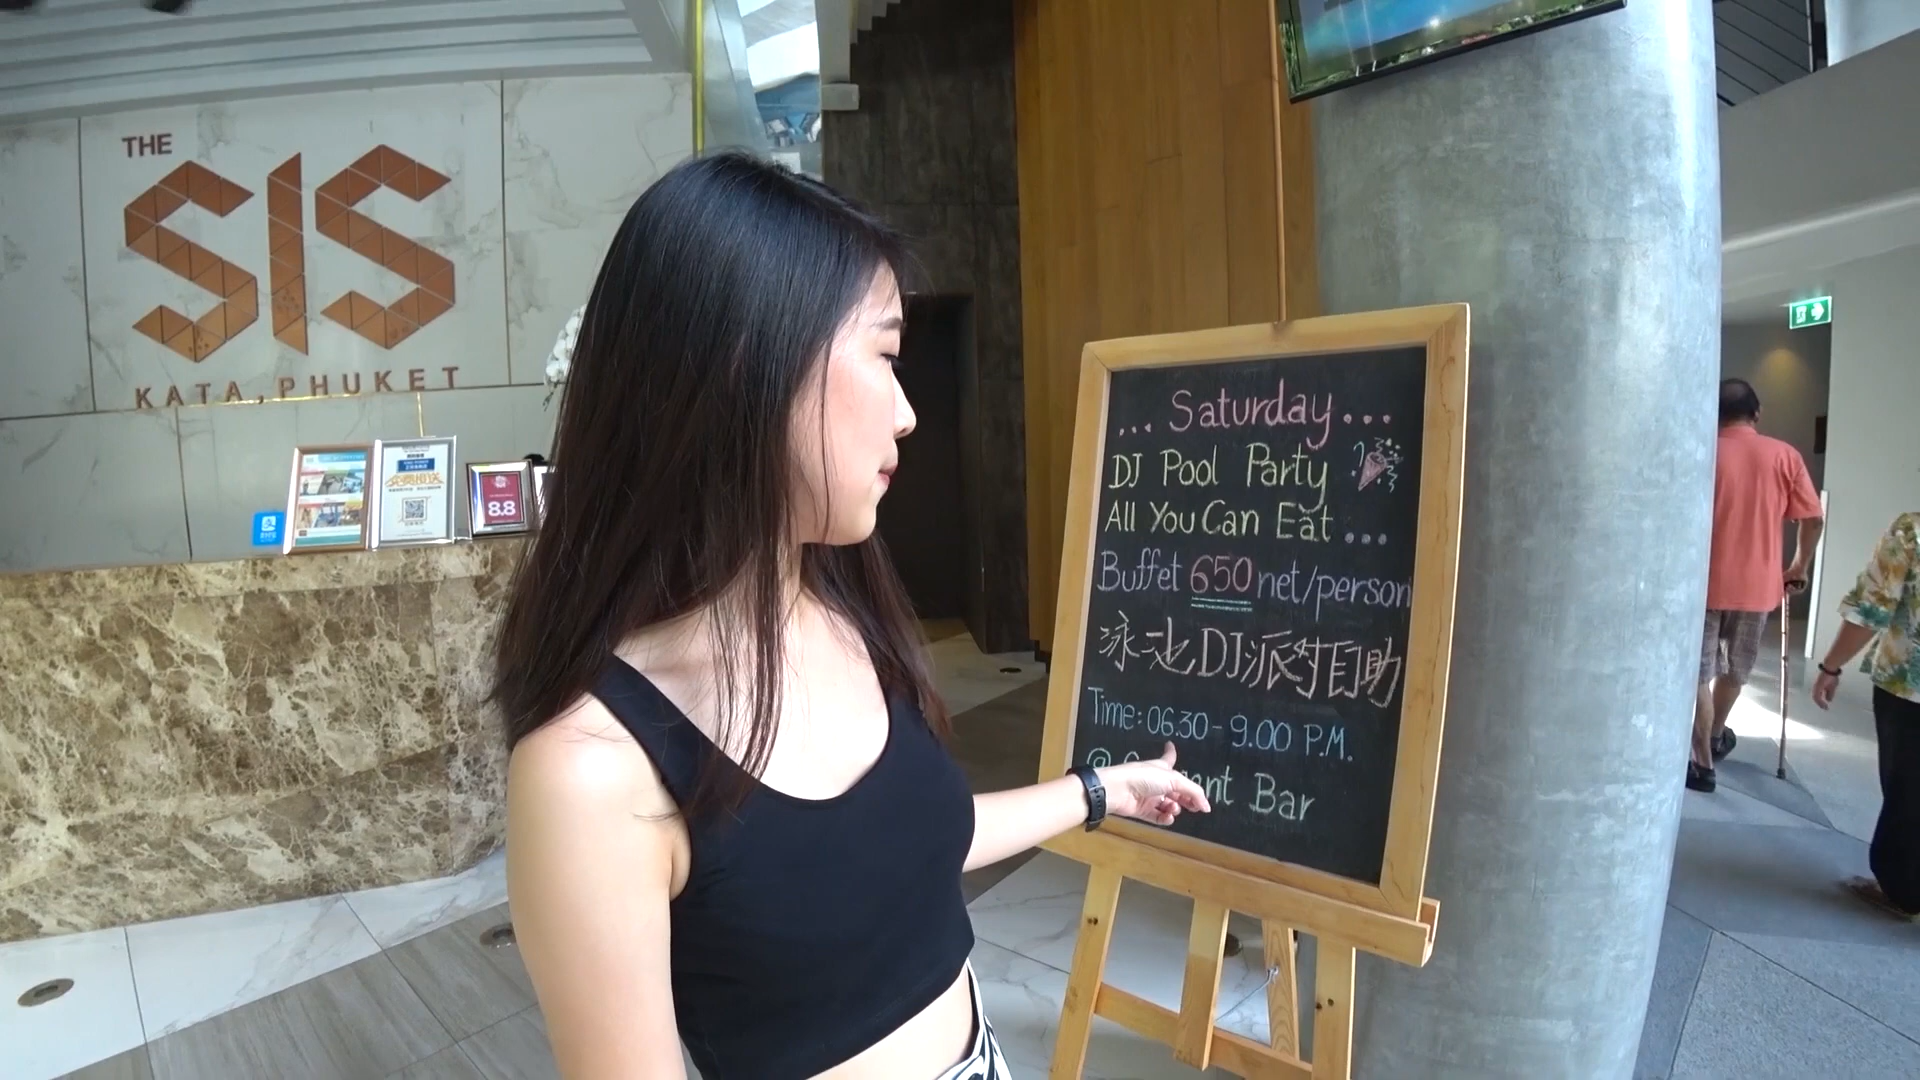 THE
SIS
KATA, PHUKET
8.8
... Saturday ...
DJ Pool Party
All You Can Eat ...
Buffet 650 net/person
泳池DJ派对自助
Time: 06.30 - 9.00 P.M.
@ Bar